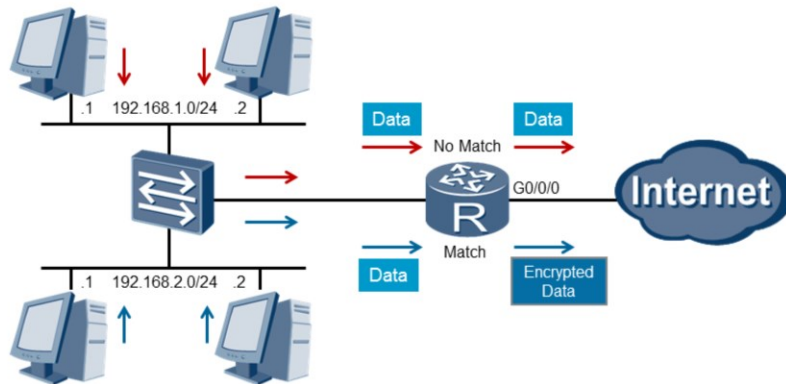 .1 192.168.1.0/24 .2
Data
Data
No Match
G0/0/0
Internet
R
Match
.1 192.168.2.0/24 .2
Data
Encrypted
Data